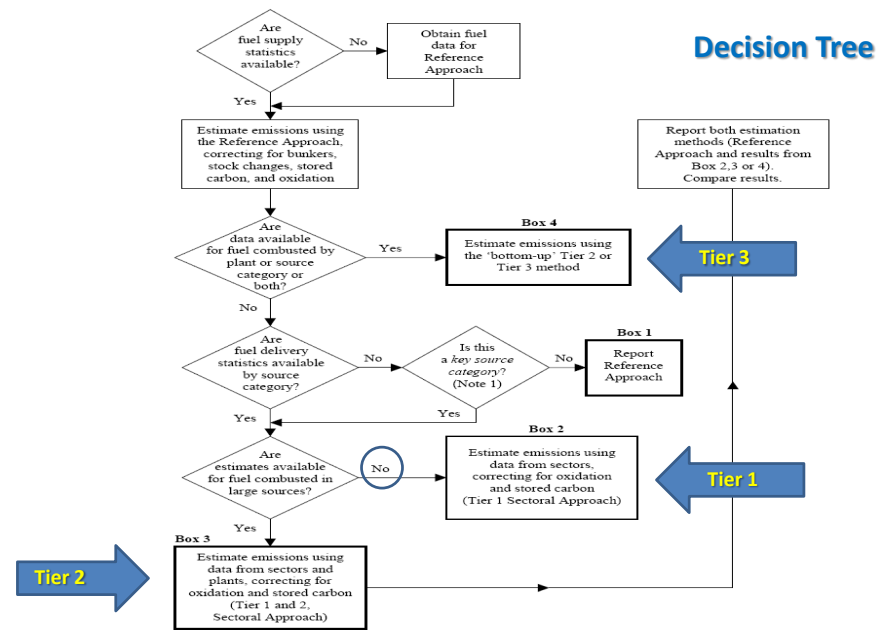 Decision Tree
Are
fuel supply
statistics
available?
No
Obtain fuel
data for
Reference
Approach
Yes
Estimate emissions using
the Reference Approach,
correcting for bunkers,
stock changes, stored
carbon, and oxidation
Report both estimation
methods (Reference
Approach and results from
Box 2,3 or 4).
Compare results.
Are
data available
for fuel combusted by
plant or source
category or
both?
Yes
Box 4
Estimate emissions using
the ‘bottom-up’ Tier 2 or
Tier 3 method
Tier 3
No
Are
fuel delivery
statistics available
by source
category?
No
Is this
a key source
category?
(Note 1)
No
Box 1
Report
Reference
Approach
Yes
Yes
Are
estimates available
for fuel combusted in
large sources?
No
Box 2
Estimate emissions using
data from sectors,
correcting for oxidation
and stored carbon
(Tier 1 Sectoral Approach)
Tier 1
Yes
Box 3
Estimate emissions using
data from sectors and
plants, correcting for
oxidation and stored carbon
(Tier 1 and 2,
Sectoral Approach)
Tier 2